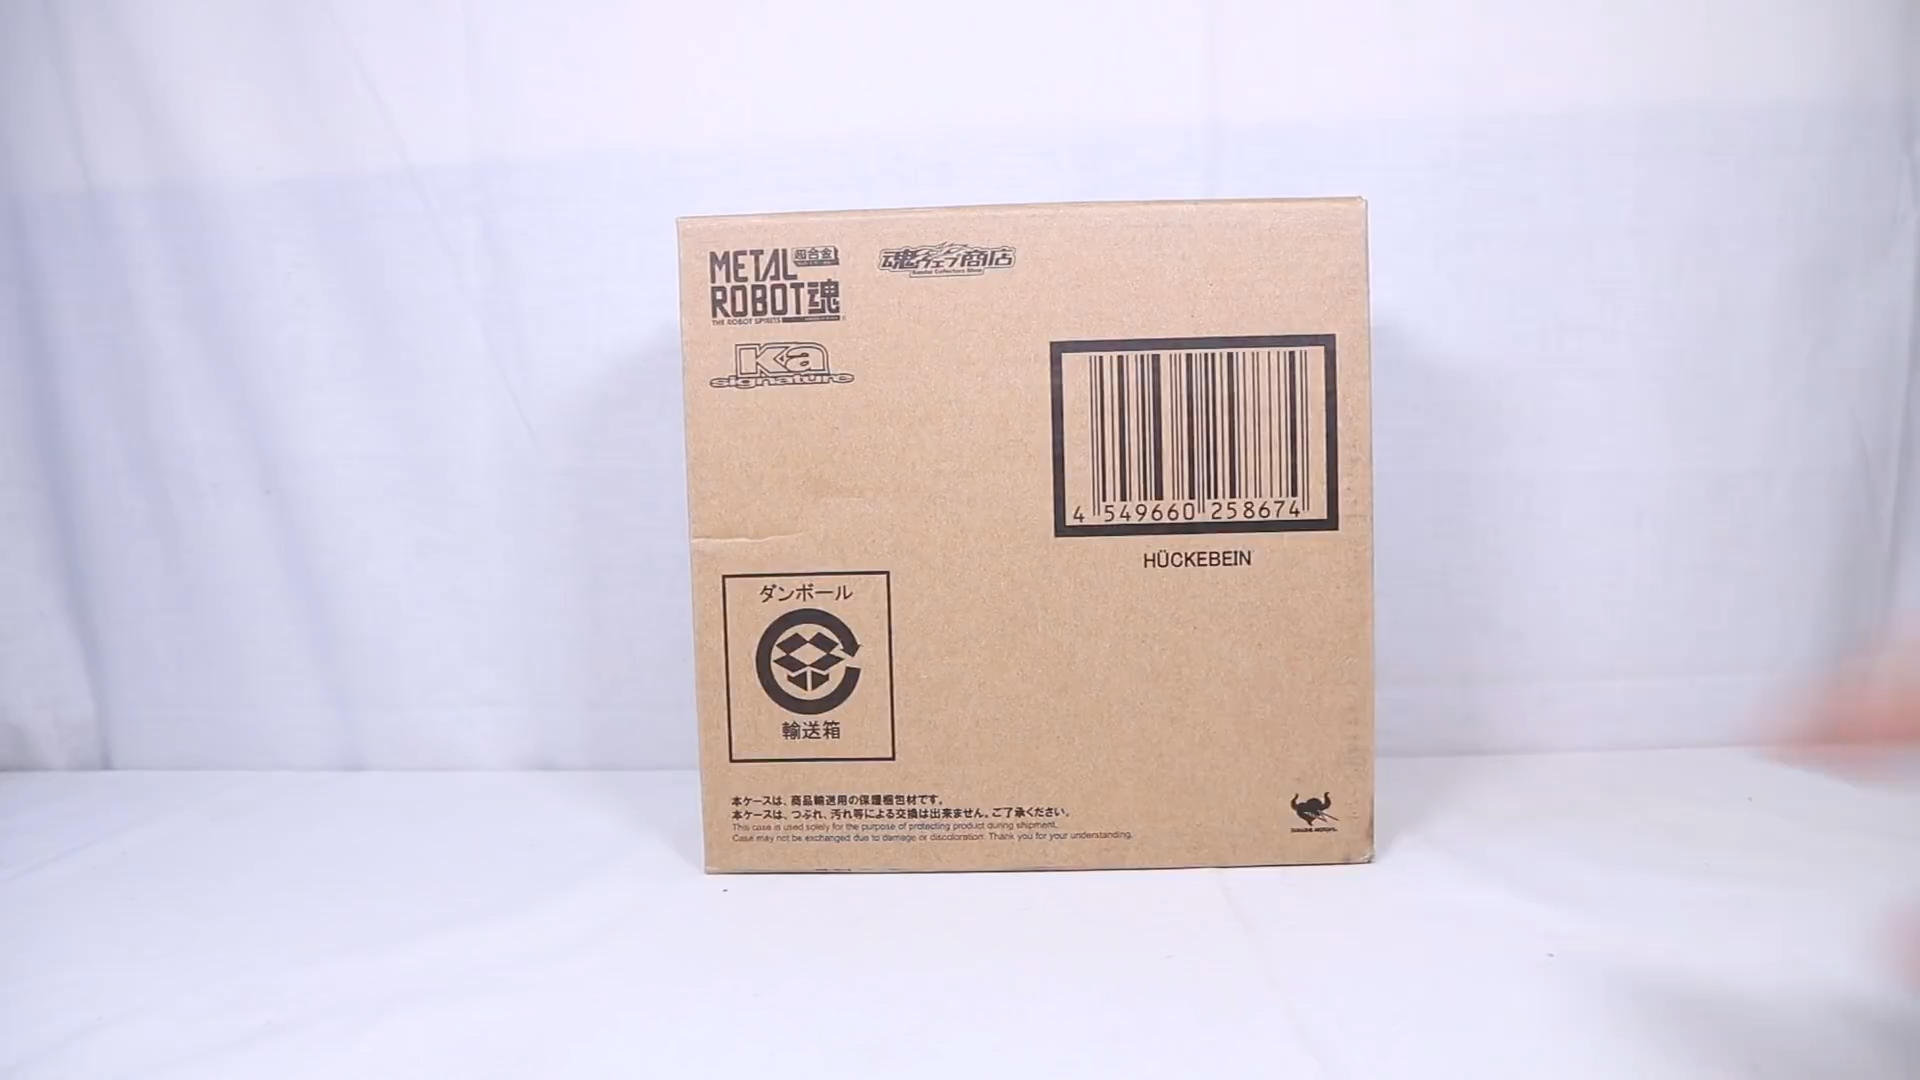 METAL 超合金
ROBOT魂
THE ROBOT SPIRITS
魂ウェブ商店
Tamashii Collectors Shop
Ka
signature
4 549660 258674
HÜCKEBEIN
ダンボール
輸送箱
本ケースは、商品輸送用の保護梱包材です。
本ケースは、つぶれ、汚れ等による交換は出来ません。ご了承ください。
This case is used solely for the purpose of protecting product during shipment.
Case may not be exchanged due to damage or discoloration. Thank you for your understanding.